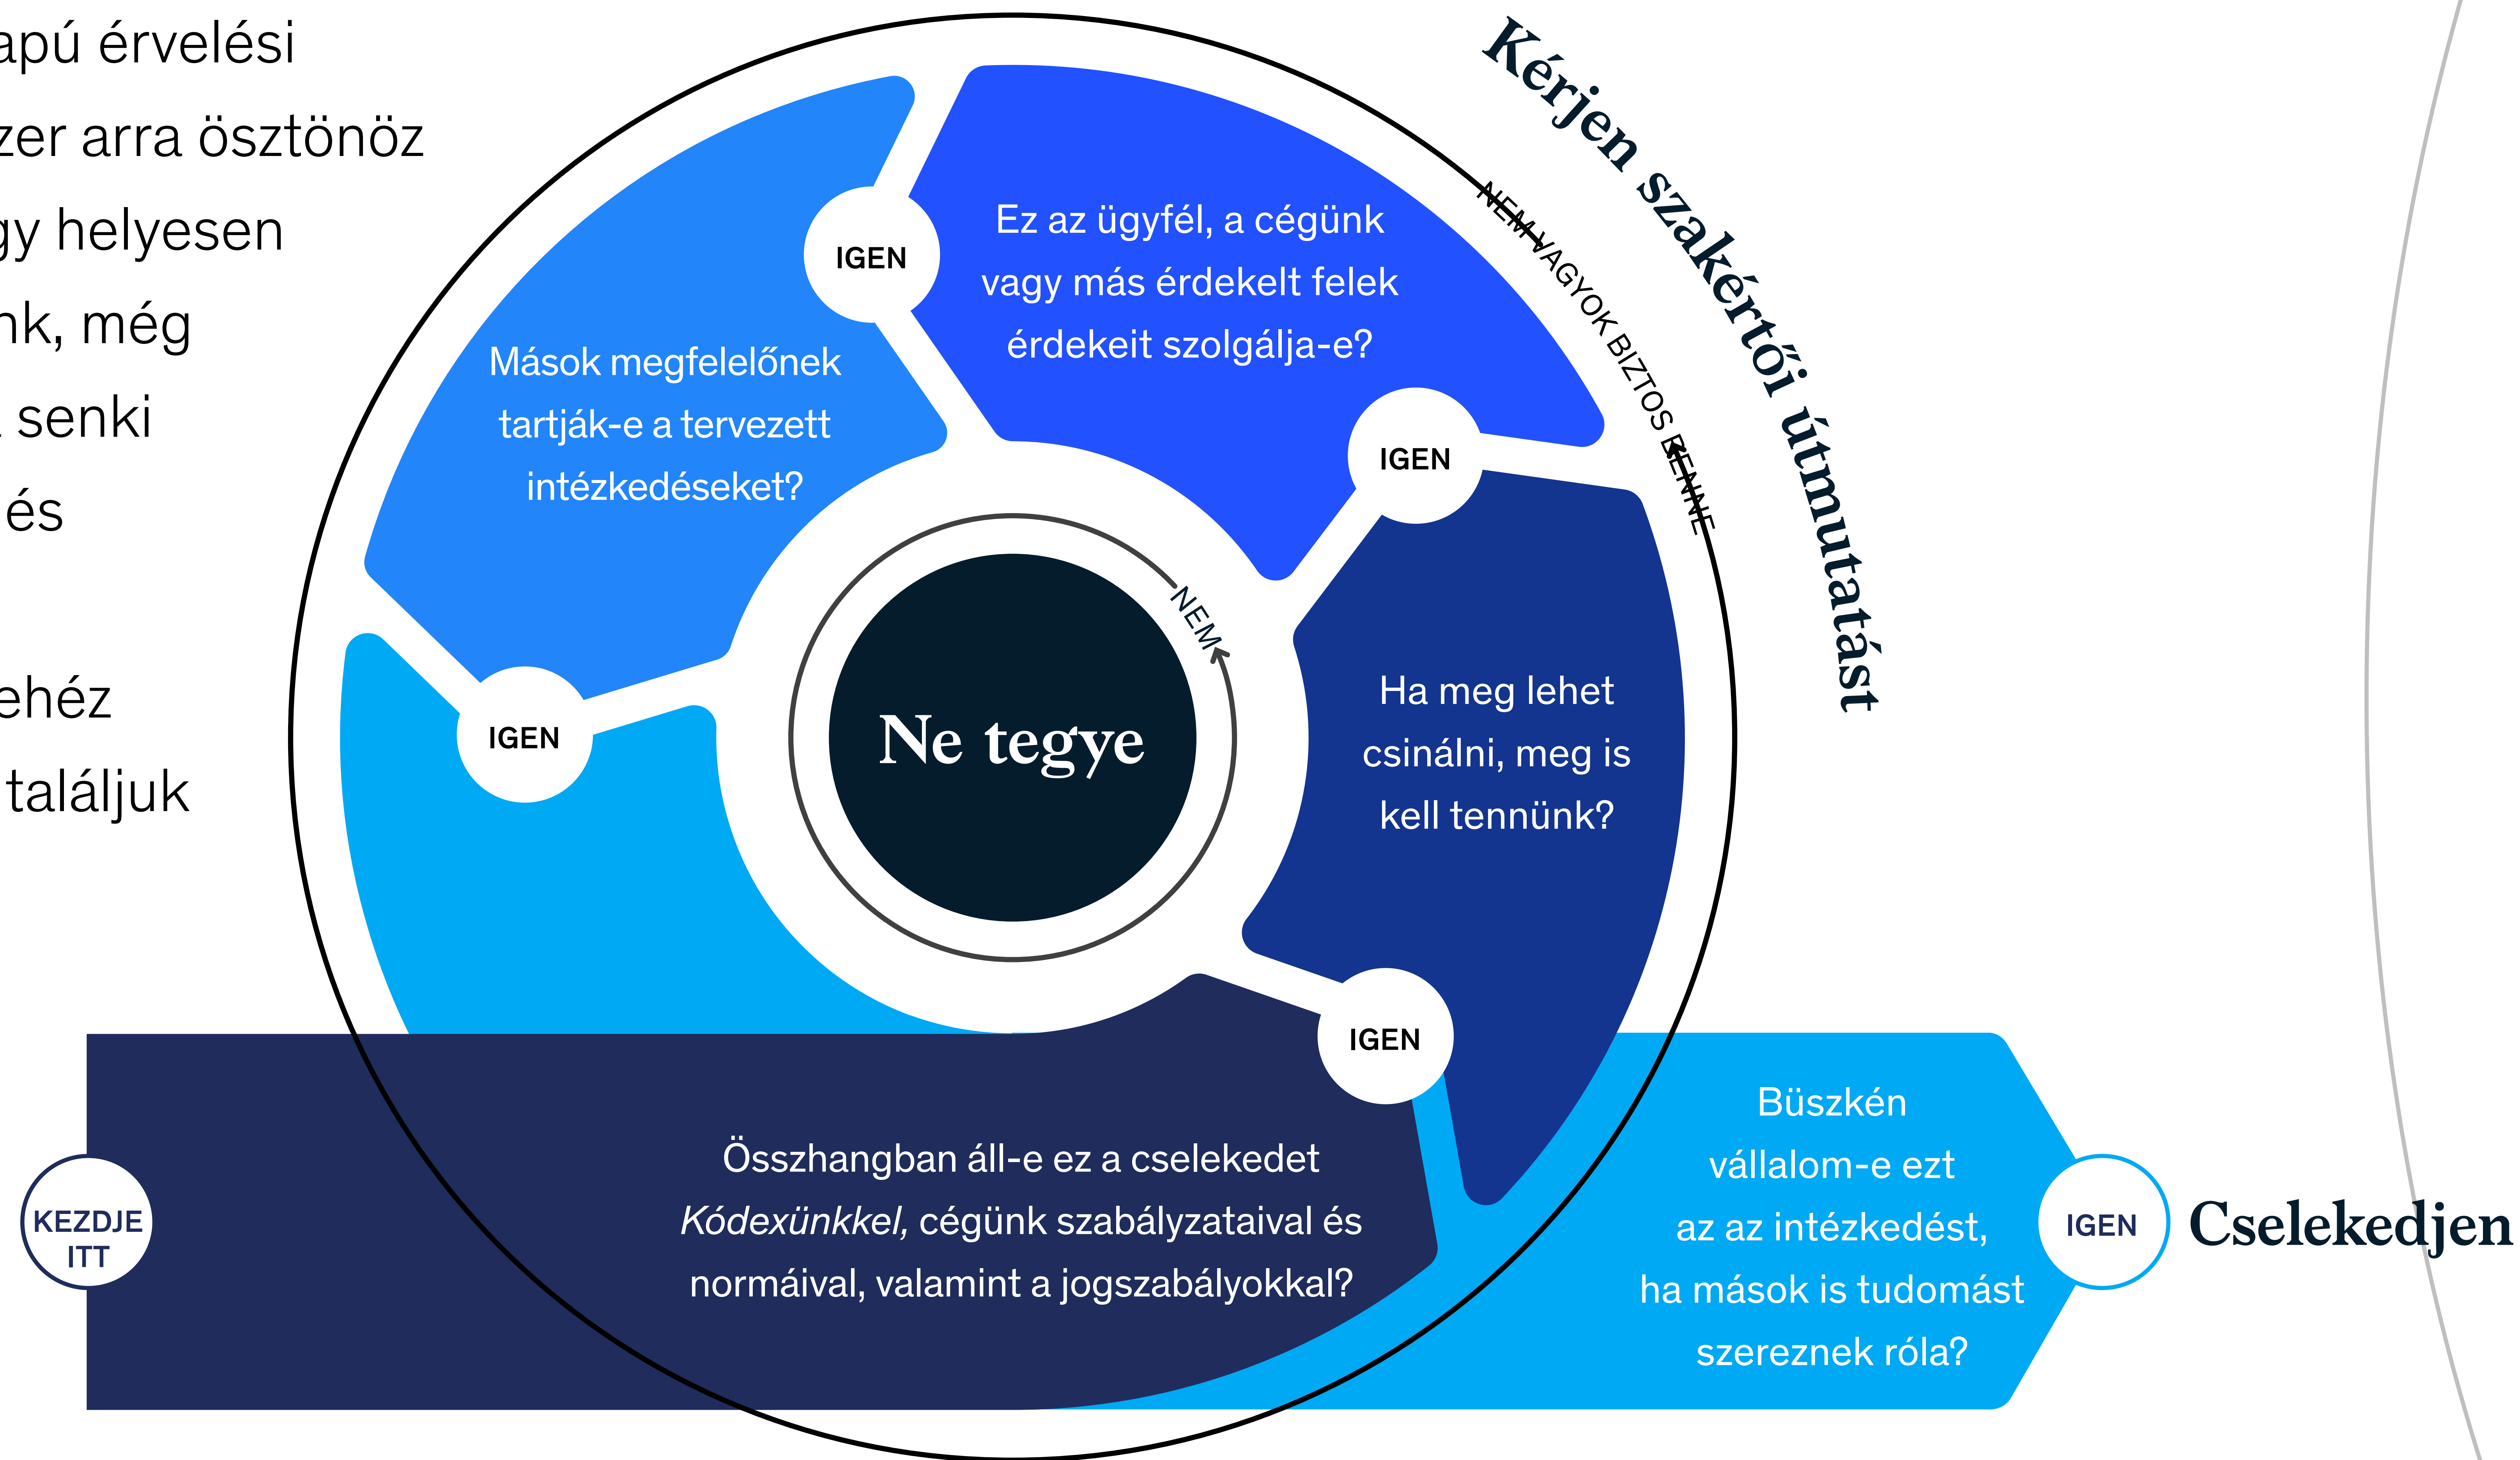 apú érvelési
zer arra ösztönöz
gy helyesen
nk, még
senki
és
ehéz
találjuk
Kérjen szakértői útmutatást
NEM VAGYOK BIZTOS BENNE
Ez az ügyfél, a cégünk
vagy más érdekelt felek
érdekeit szolgálja-e?
IGEN
Mások megfelelőnek
tartják-e a tervezett
intézkedéseket?
IGEN
NEM
Ha meg lehet
csinálni, meg is
kell tennünk?
Ne tegye
IGEN
IGEN
Összhangban áll-e ez a cselekedet
Kódexünkkel, cégünk szabályzataival és
normáival, valamint a jogszabályokkal?
KEZDJE
ITT
Büszkén
vállalom-e ezt
az az intézkedést,
ha mások is tudomást
szereznek róla?
IGEN
Cselekedjen